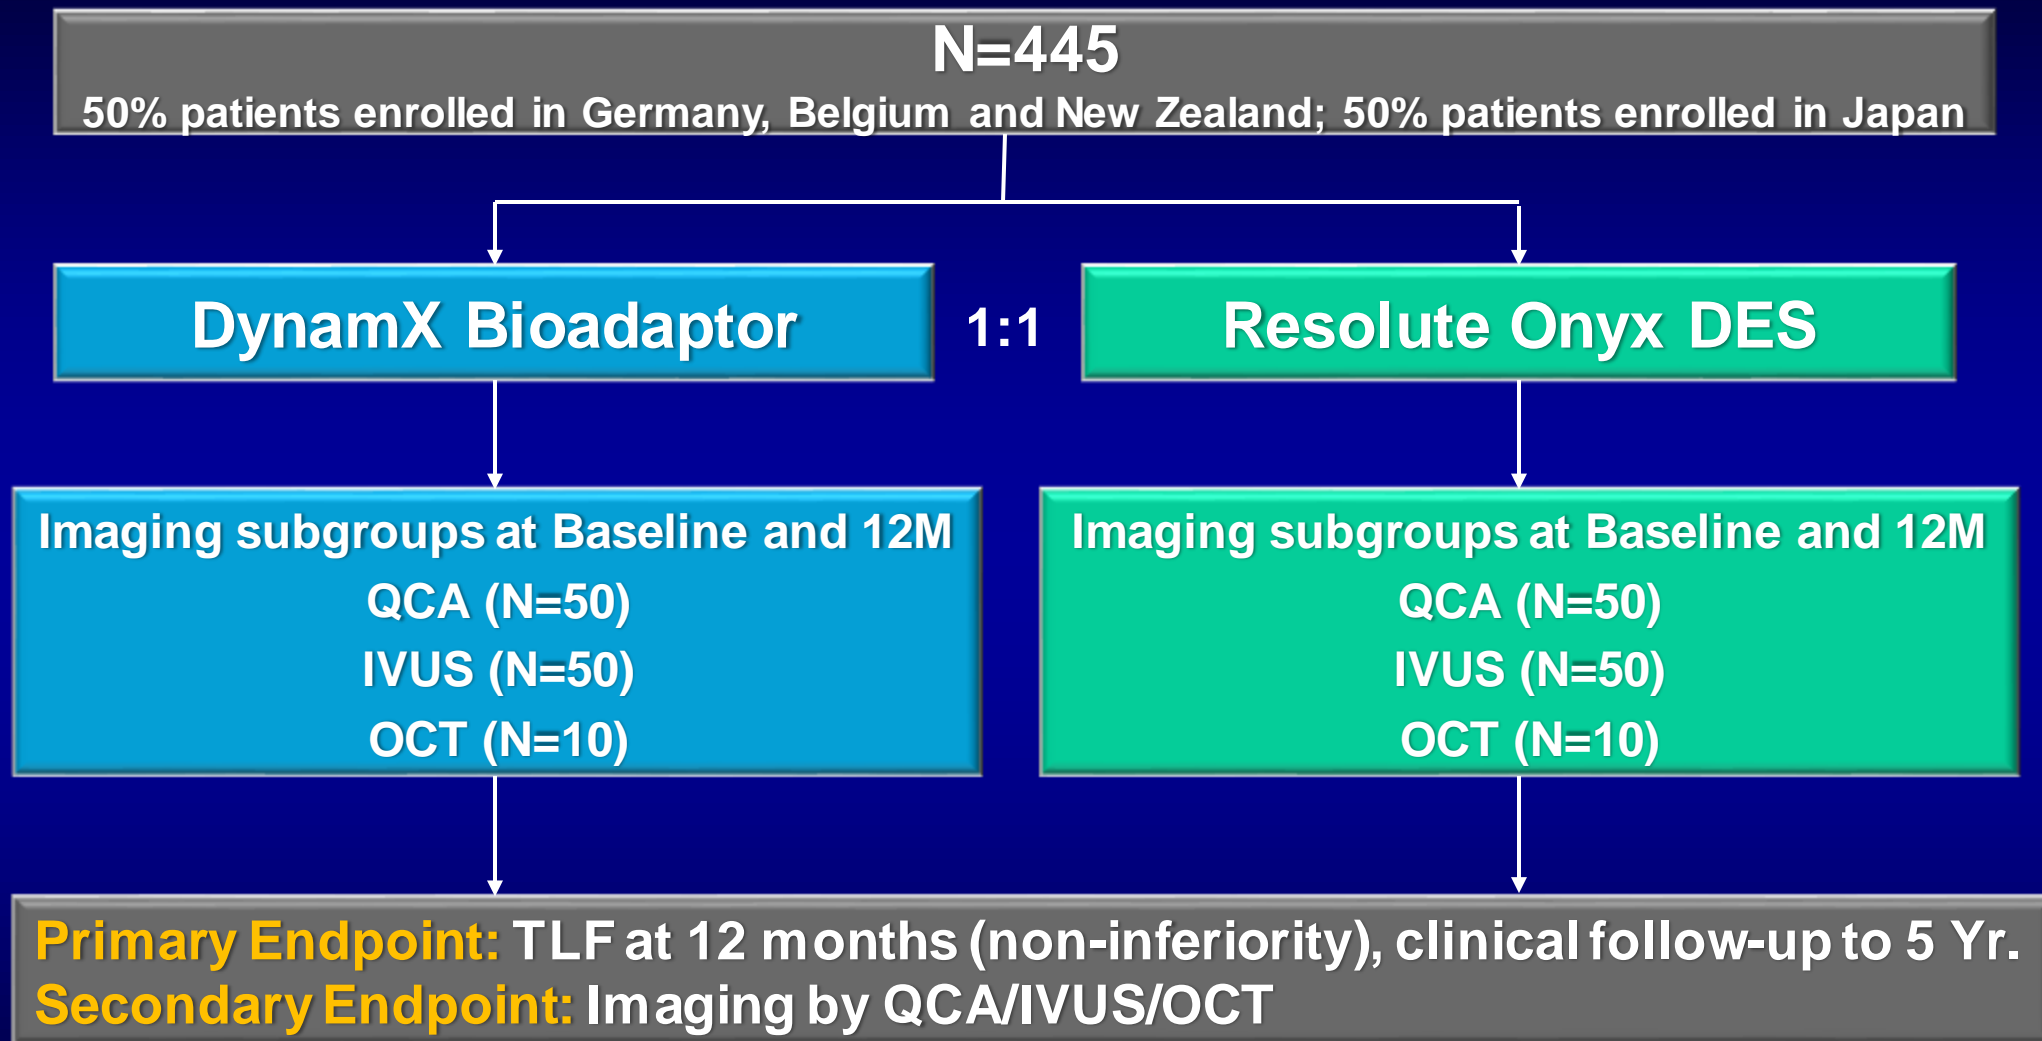 N=445
50% patients enrolled in Germany, Belgium and New Zealand; 50% patients enrolled in Japan
DynamX Bioadaptor
1:1
Resolute Onyx DES
Imaging subgroups at Baseline and 12M
QCA (N=50)
IVUS (N=50)
OCT (N=10)
Imaging subgroups at Baseline and 12M
QCA (N=50)
IVUS (N=50)
OCT (N=10)
Primary Endpoint: TLF at 12 months (non-inferiority), clinical follow-up to 5 Yr.
Secondary Endpoint: Imaging by QCA/IVUS/OCT